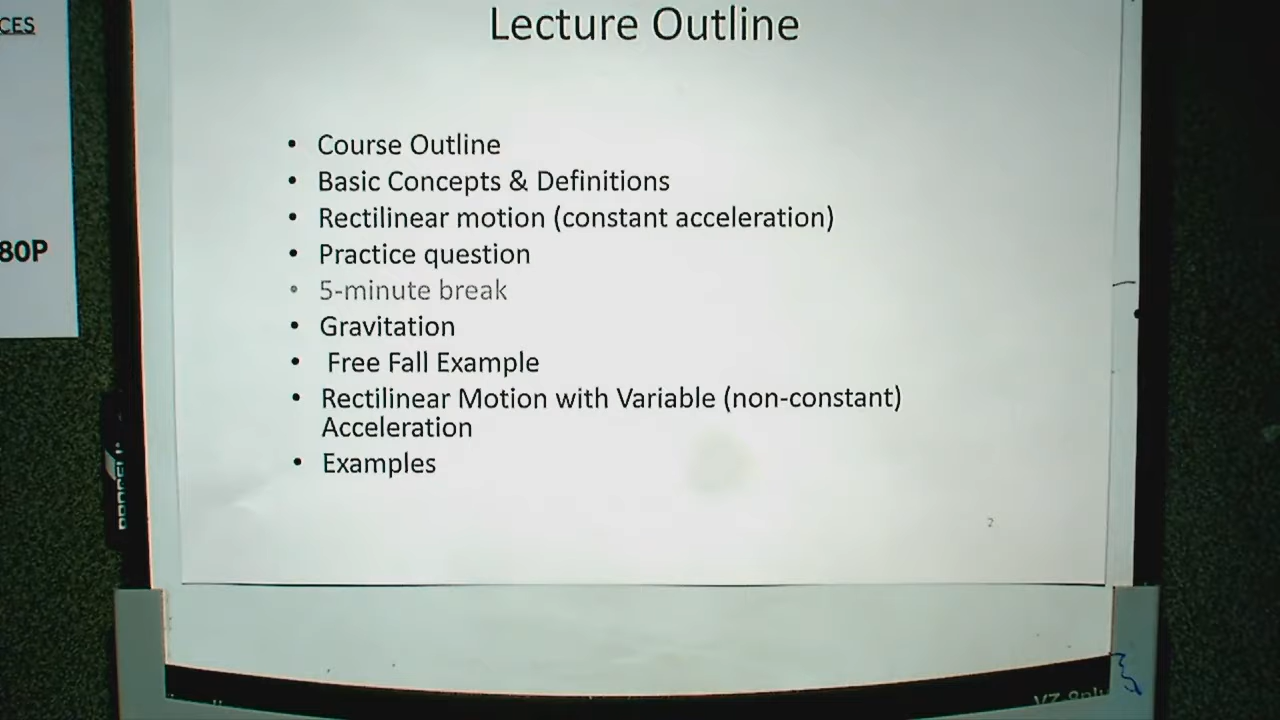 CES
80P
Lecture Outline
• Course Outline
• Basic Concepts & Definitions
• Rectilinear motion (constant acceleration)
• Practice question
• 5-minute break
• Gravitation
• Free Fall Example
• Rectilinear Motion with Variable (non-constant)
Acceleration
• Examples
2